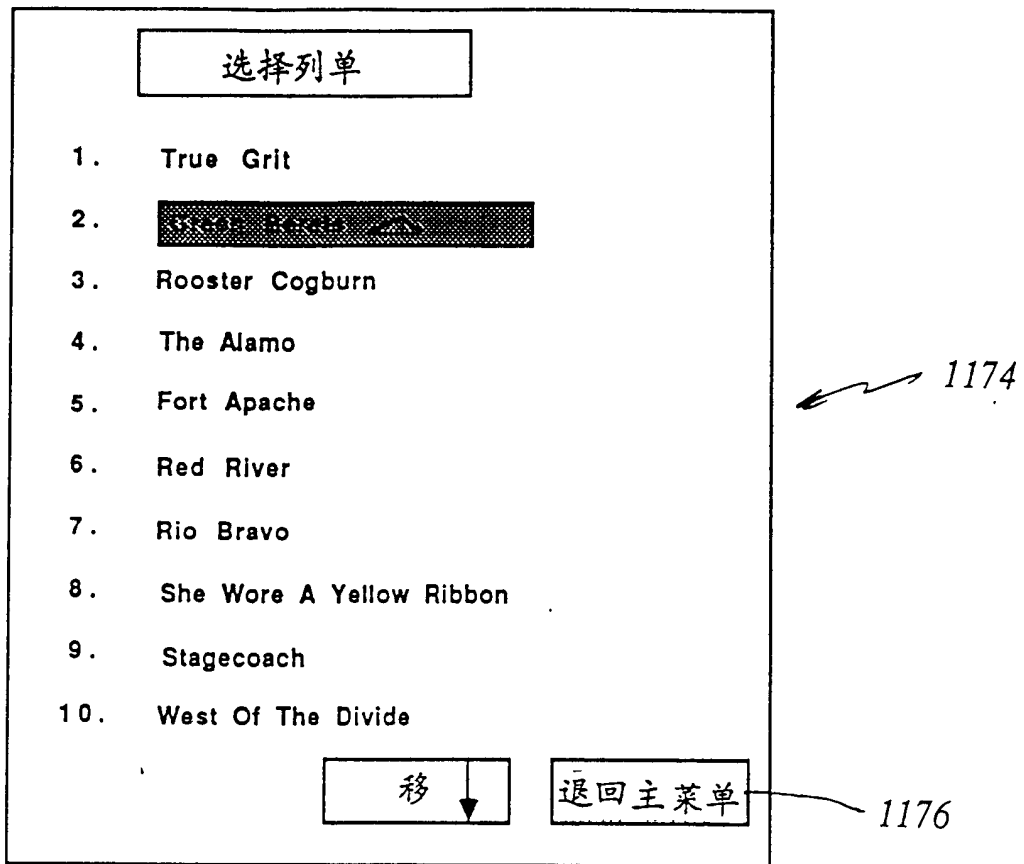 选择列单
1. True Grit
2.
3. Rooster Cogburn
4. The Alamo
5. Fort Apache
6. Red River
7. Rio Bravo
8. She Wore A Yellow Ribbon
9. Stagecoach
10. West Of The Divide
移
退回主菜单
1174
1176